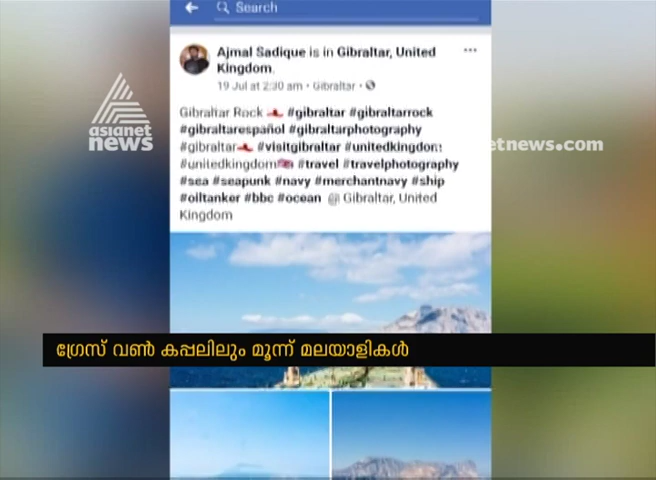 Search
Ajmal Sadique is in Gibraltar, United
Kingdom.
19 Jul at 2:30 am · Gibraltar ·
Gibraltar Rock #gibraltar #gibraltarrock
#gibraltarespañol #gibraltarphotography
#gibraltar #visitgibraltar #unitedkingdom
#unitedkingdom #travel #travelphotography
#sea #seapunk #navy #merchantnavy #ship
#oiltanker #bbc #ocean @ Gibraltar, United
Kingdom
asianet
news
etnews.com
ഗ്രേസ് വൺ കപ്പലിലും മൂന്ന് മലയാളികൾ